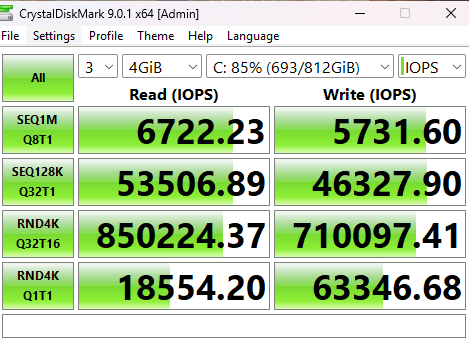 CrystalDiskMark 9.0.1 x64 [Admin]
File Settings Profile Theme Help Language
All 3 4GiB C: 85% (693/812GiB) IOPS
Read (IOPS) Write (IOPS)
SEQ1M
Q8T1 6722.23 5731.60
SEQ128K
Q32T1 53506.89 46327.90
RND4K
Q32T16 850224.37 710097.41
RND4K
Q1T1 18554.20 63346.68